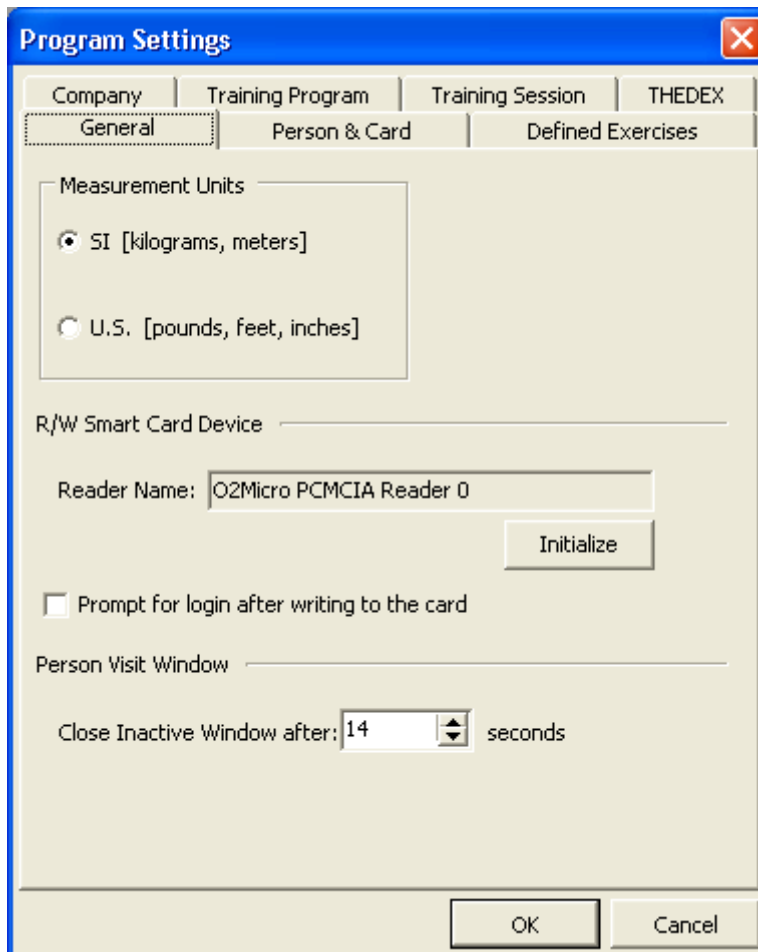 Program Settings
Company Training Program Training Session THEDEX
General Person & Card Defined Exercises
Measurement Units
SI [kilograms, meters]
U.S. [pounds, feet, inches]
R/W Smart Card Device
Reader Name: O2Micro PCMCIA Reader 0
Initialize
Prompt for login after writing to the card
Person Visit Window
Close Inactive Window after: 14 seconds
OK Cancel